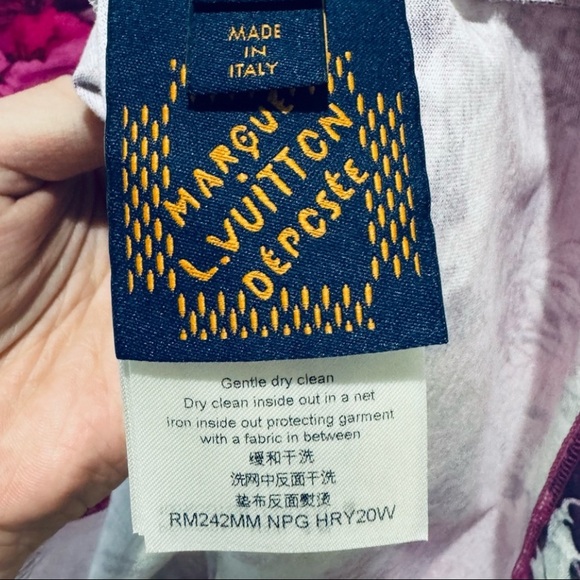 MADE
IN
ITALY
MARQUE
L.VUITTON
DÉPOSÉE
Gentle dry clean
Dry clean inside out in a net
iron inside out protecting garment
with a fabric in between
缓和干洗
洗网中反面干洗
垫布反面熨烫
RM242MM NPG HRY20W